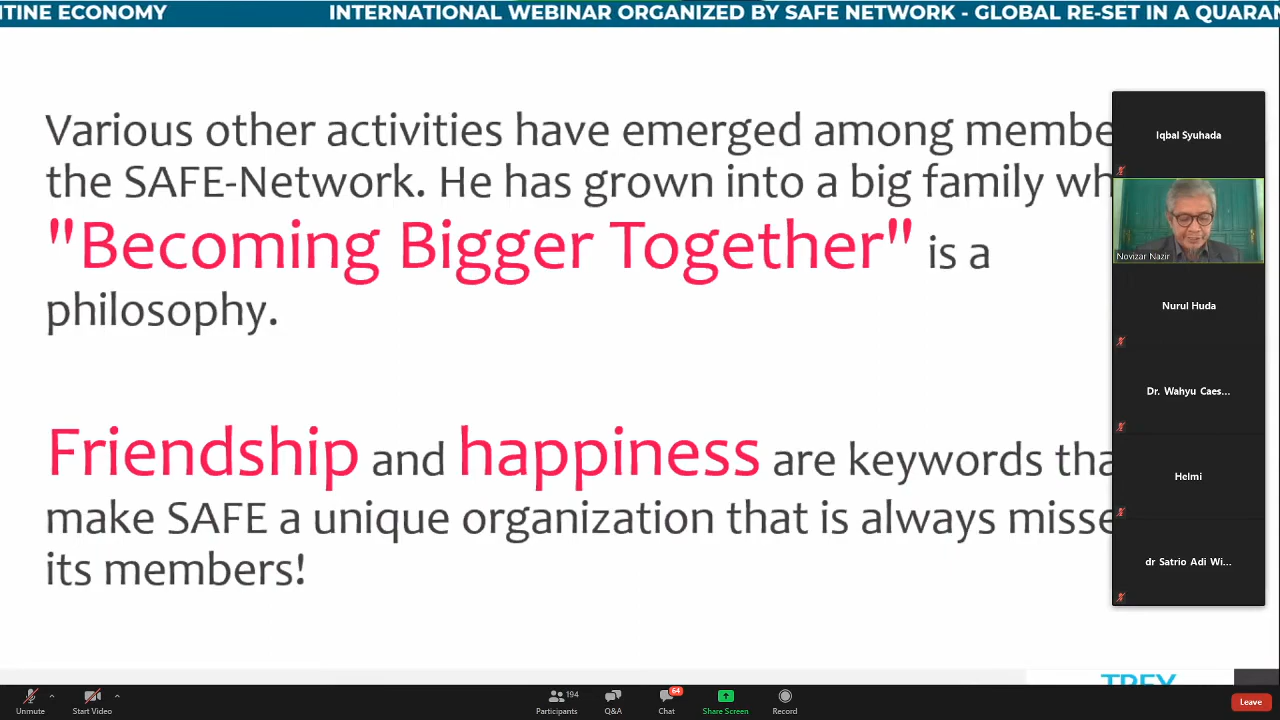 ITINE ECONOMY INTERNATIONAL WEBINAR ORGANIZED BY SAFE NETWORK - GLOBAL RE-SET IN A QUARAN
Various other activities have emerged among membe
the SAFE-Network. He has grown into a big family wh
"Becoming Bigger Together" is a
philosophy.
Friendship and happiness are keywords tha
make SAFE a unique organization that is always misse
its members!
Iqbal Syuhada
Novizar Nazir
Nurul Huda
Dr. Wahyu Caes...
Helmi
dr Satrio Adi Wi...
Unmute
Start Video
194
Participants
Q&A
64
Chat
Share Screen
Record
Leave